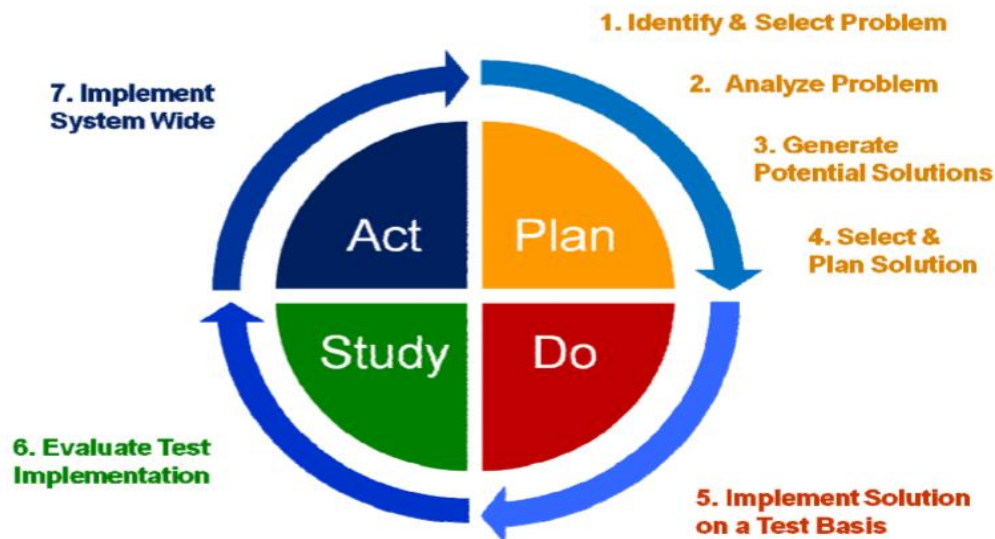 1. Identify & Select Problem
2. Analyze Problem
3. Generate
Potential Solutions
4. Select &
Plan Solution
7. Implement
System Wide
Act
Plan
Study
Do
6. Evaluate Test
Implementation
5. Implement Solution
on a Test Basis